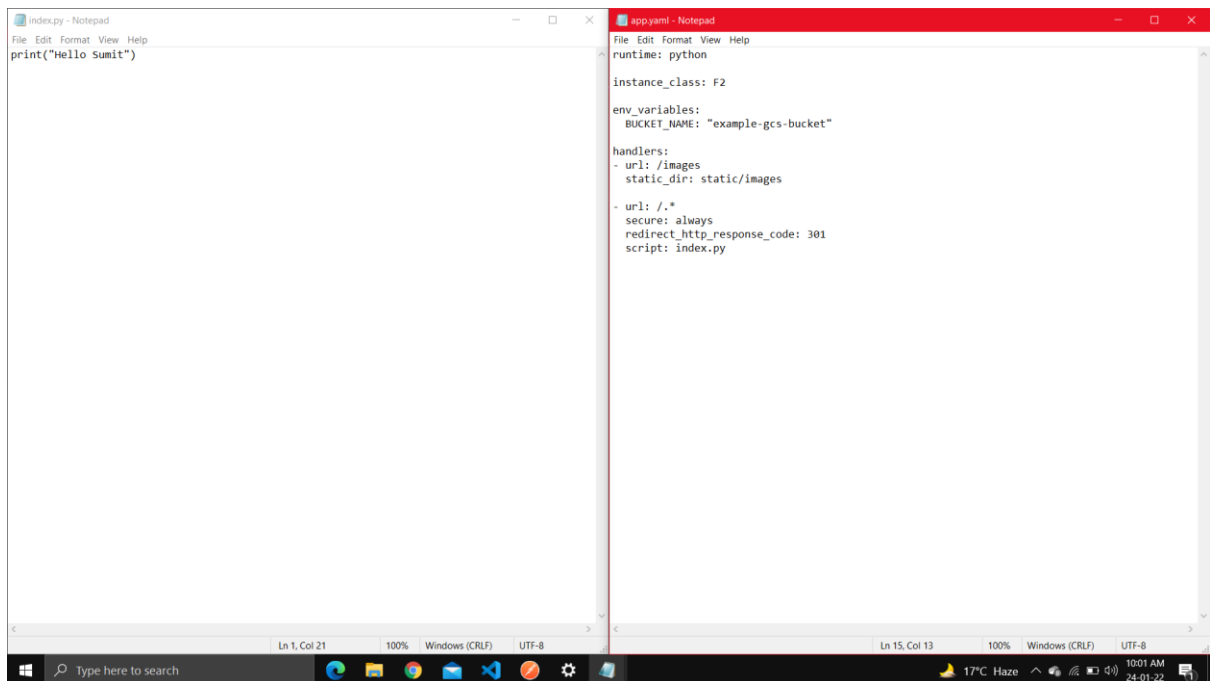 index.py - Notepad
File Edit Format View Help
print("Hello Sumit")
Ln 1, Col 21 100% Windows (CRLF) UTF-8
app.yaml - Notepad
File Edit Format View Help
runtime: python
instance_class: F2
env_variables:
  BUCKET_NAME: "example-gcs-bucket"
handlers:
- url: /images
  static_dir: static/images
- url: /.*
  secure: always
  redirect_http_response_code: 301
  script: index.py
Ln 15, Col 13 100% Windows (CRLF) UTF-8
Type here to search
17°C Haze
10:01 AM
24-01-22
1